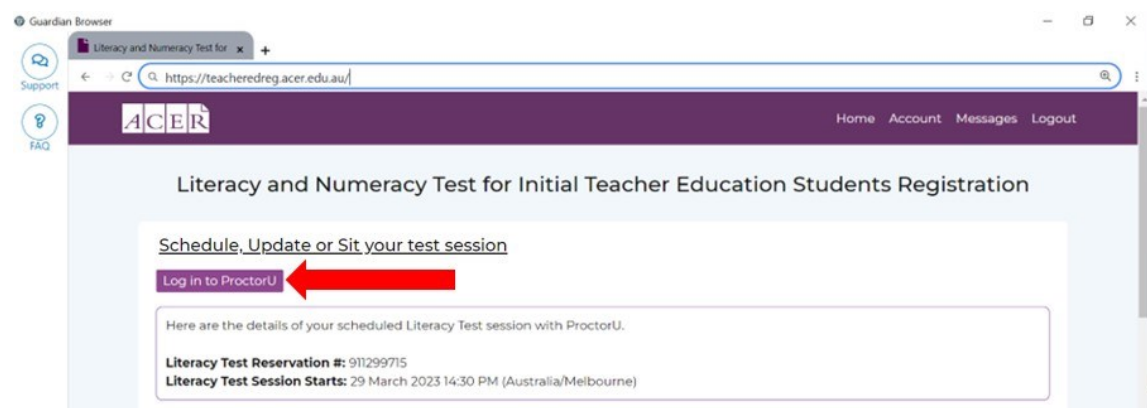 Guardian Browser
Literacy and Numeracy Test for x +
Support
https://teacheredreg.acer.edu.au/
FAQ
ACER
Home Account Messages Logout
Literacy and Numeracy Test for Initial Teacher Education Students Registration
Schedule, Update or Sit your test session
Log in to ProctorU
Here are the details of your scheduled Literacy Test session with ProctorU.
Literacy Test Reservation #: 911299715
Literacy Test Session Starts: 29 March 2023 14:30 PM (Australia/Melbourne)